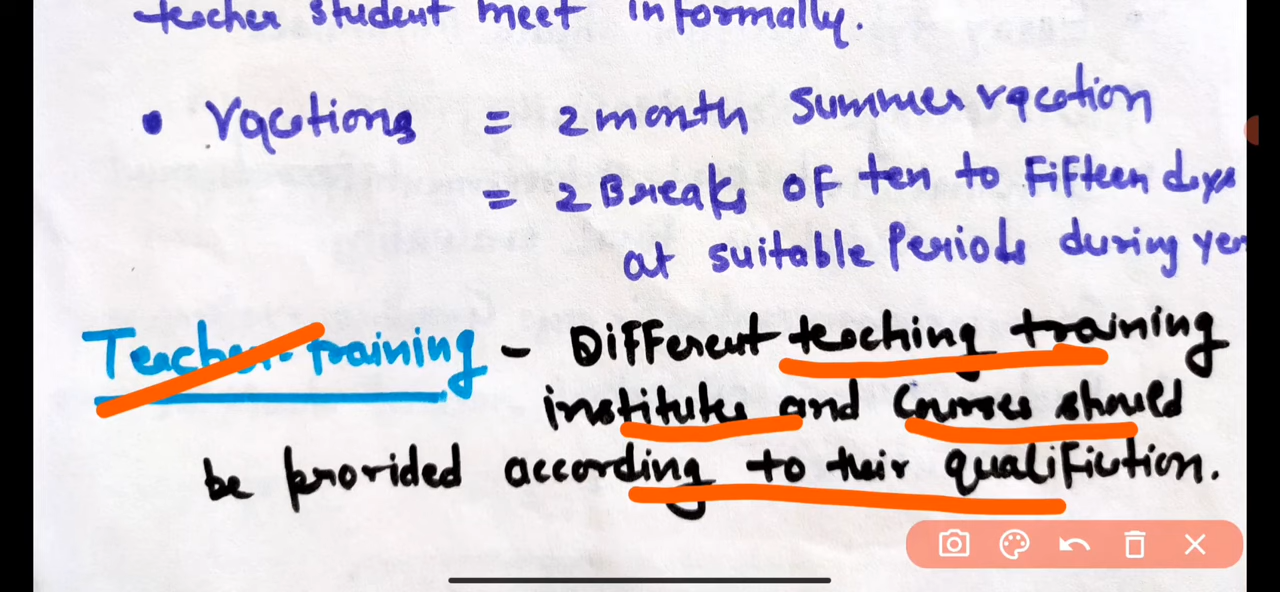 teacher student meet informally.
• Vacations = 2 month summer vacation
= 2 Breaks of ten to Fifteen days
at suitable Periods during year
Teacher training - Different teaching training
institutes and Courses should
be provided according to their qualifiction.